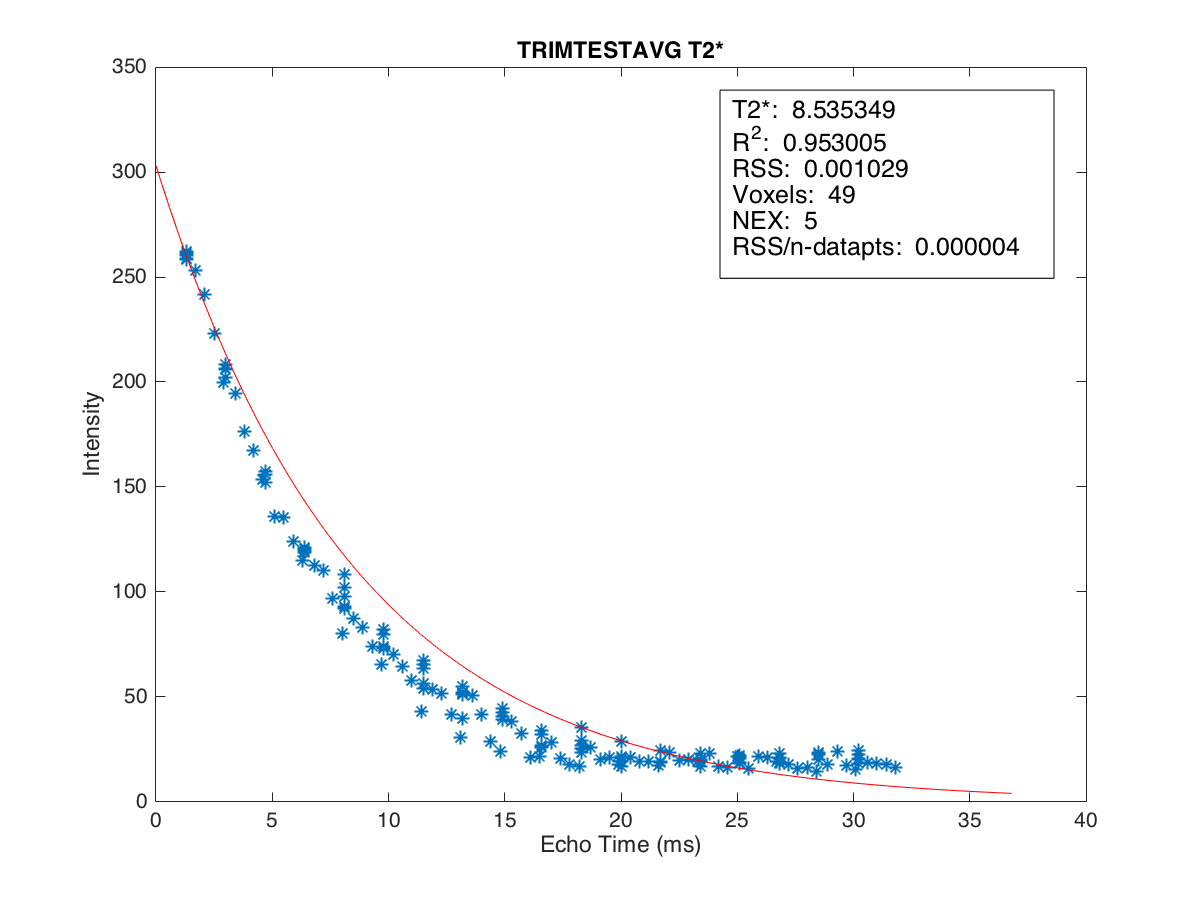 TRIMTESTAVG T2*
350
300
250
200
150
100
50
0
Intensity
T2*: 8.535349
R²: 0.953005
RSS: 0.001029
Voxels: 49
NEX: 5
RSS/n-datapts: 0.000004
0 5 10 15 20 25 30 35 40
Echo Time (ms)